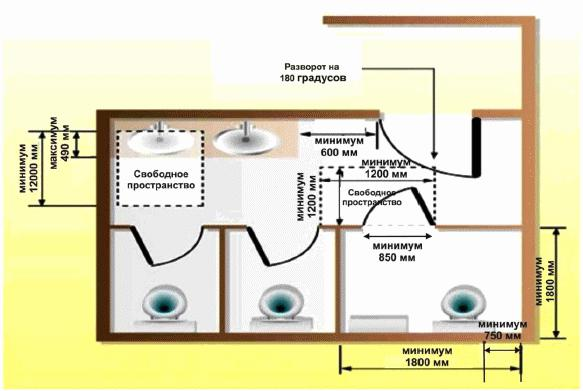 Разворот на
180 градусов
минимум
600 мм
минимум
1200 мм
максимум
490 мм
минимум
12000 мм
Свободное
пространство
минимум
1200 мм
Свободное
пространство
минимум
850 мм
минимум
1800 мм
минимум
750 мм
минимум
1800 мм